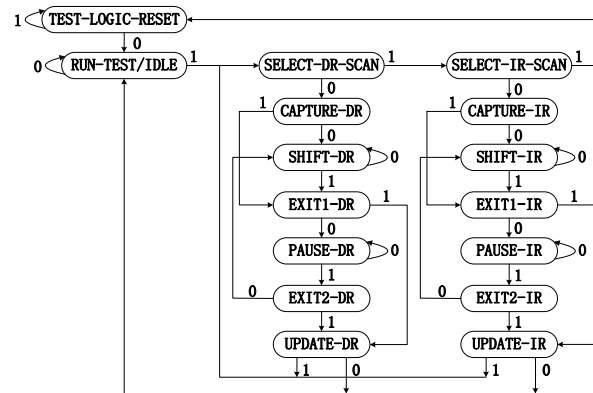 1 TEST-LOGIC-RESET
0
0 RUN-TEST/IDLE 1 SELECT-DR-SCAN 1 SELECT-IR-SCAN 1
0 0
1 CAPTURE-DR 1 CAPTURE-IR
0 0
SHIFT-DR 0 SHIFT-IR 0
1 1
EXIT1-DR 1 EXIT1-IR 1
0 0
PAUSE-DR 0 PAUSE-IR 0
1 1
0 EXIT2-DR 0 EXIT2-IR
1 1
UPDATE-DR UPDATE-IR
1 0 1 0